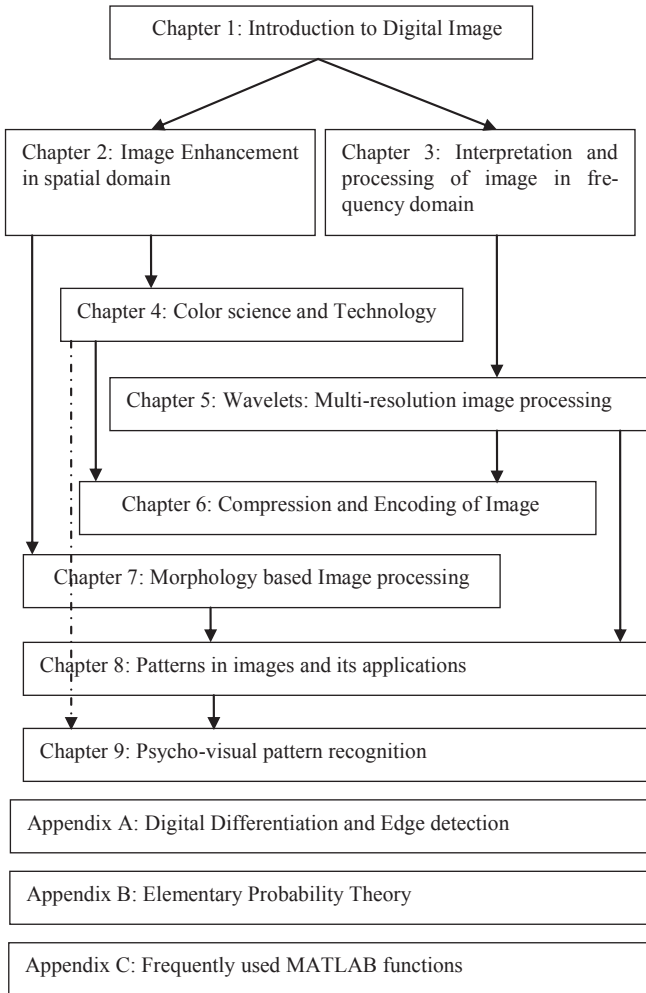 Chapter 1: Introduction to Digital Image
Chapter 2: Image Enhancement
in spatial domain
Chapter 3: Interpretation and
processing of image in fre-
quency domain
Chapter 4: Color science and Technology
Chapter 5: Wavelets: Multi-resolution image processing
Chapter 6: Compression and Encoding of Image
Chapter 7: Morphology based Image processing
Chapter 8: Patterns in images and its applications
Chapter 9: Psycho-visual pattern recognition
Appendix A: Digital Differentiation and Edge detection
Appendix B: Elementary Probability Theory
Appendix C: Frequently used MATLAB functions